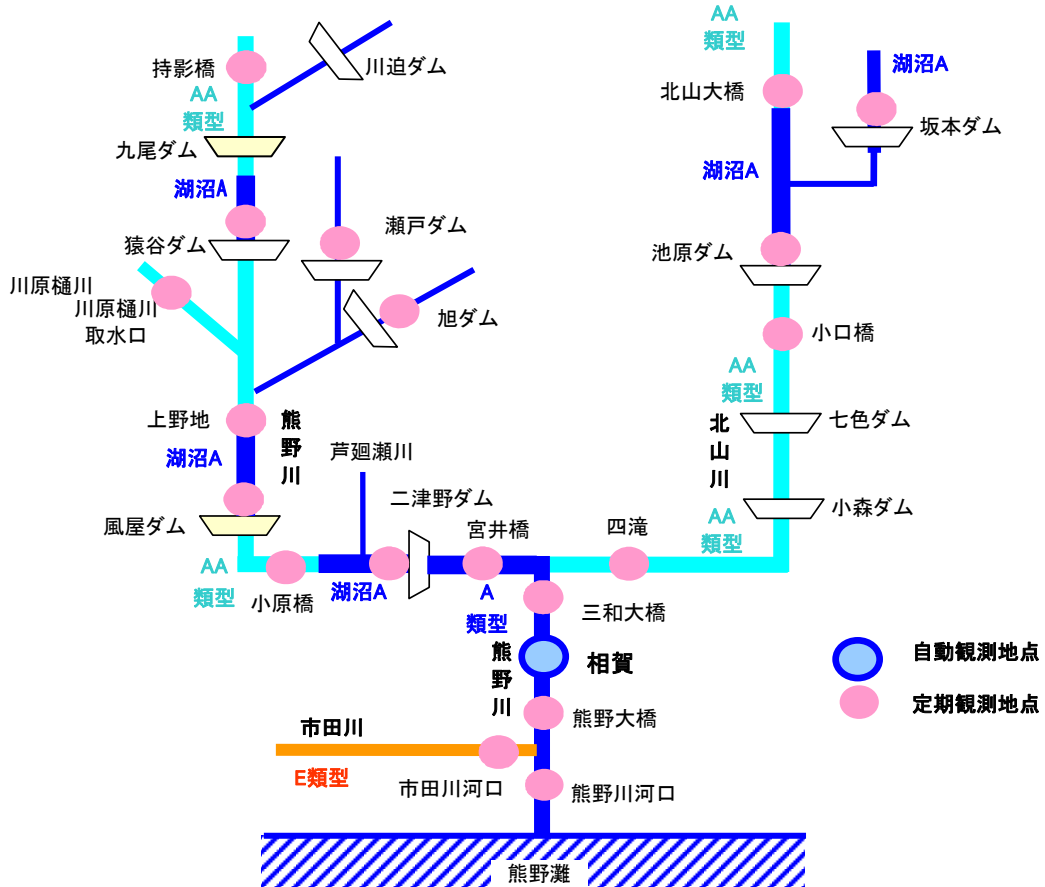 AA
類型
川迫ダム
持影橋
湖沼A
AA
類型
北山大橋
坂本ダム
九尾ダム
湖沼A
湖沼A
瀬戸ダム
猿谷ダム
池原ダム
川原樋川
川原樋川
取水口
旭ダム
小口橋
AA
類型
上野地
熊野川
北山川
七色ダム
湖沼A
芦廻瀬川
二津野ダム
小森ダム
風屋ダム
宮井橋
四滝
AA
類型
AA
類型
小原橋
湖沼A
A
類型
三和大橋
熊野川
相賀
自動観測地点
定期観測地点
熊野大橋
市田川
E類型
市田川河口
熊野川河口
熊野灘